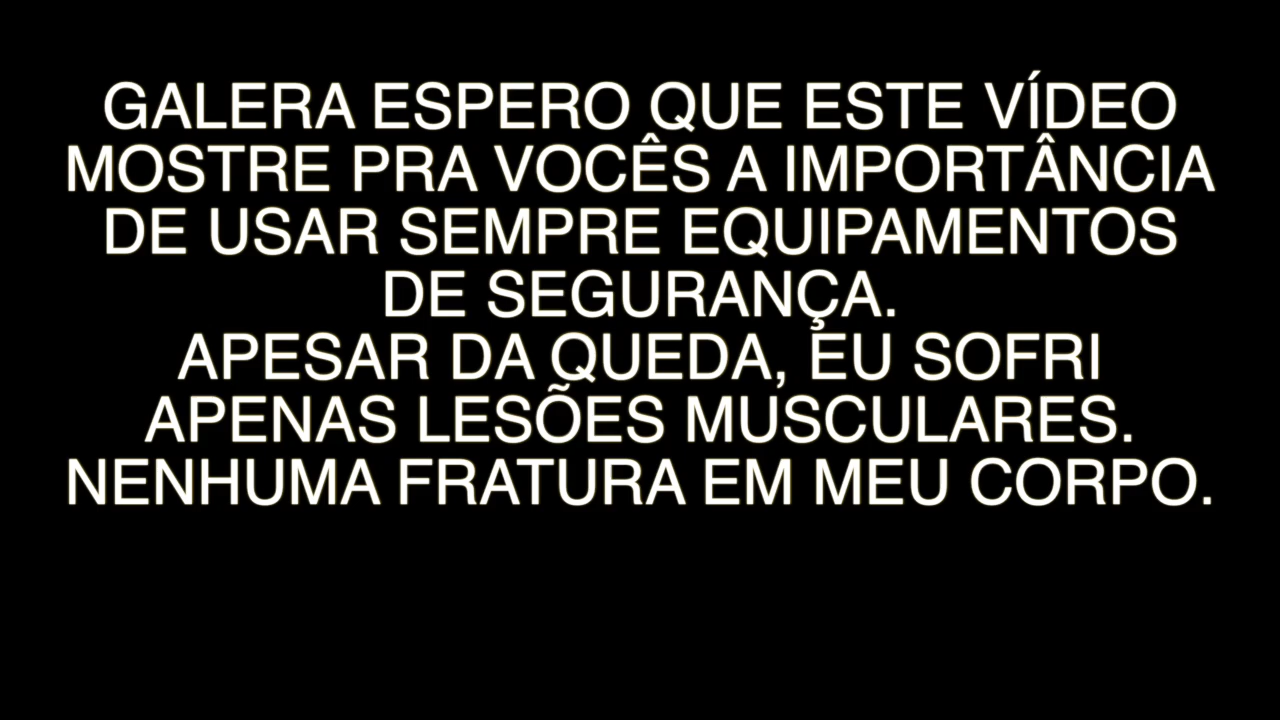 GALERA ESPERO QUE ESTE VÍDEO
MOSTRE PRA VOCÊS A IMPORTÂNCIA
DE USAR SEMPRE EQUIPAMENTOS
DE SEGURANÇA.
APESAR DA QUEDA, EU SOFRI
APENAS LESÕES MUSCULARES.
NENHUMA FRATURA EM MEU CORPO.